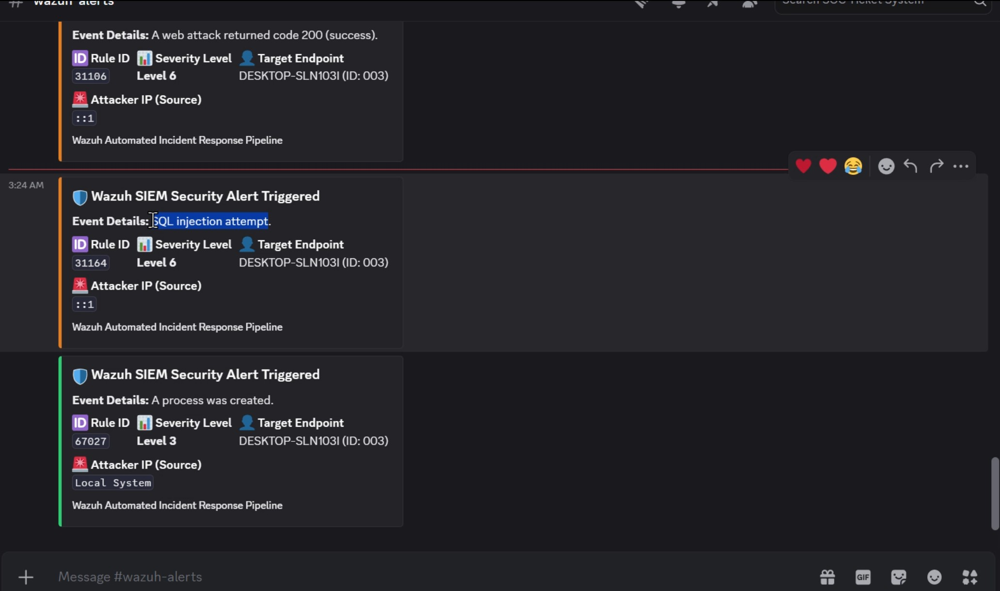 # wazuh-alerts
Search SOC Ticket System
Event Details: A web attack returned code 200 (success).
ID Rule ID Severity Level Target Endpoint
31106 Level 6 DESKTOP-SLN103I (ID: 003)
Attacker IP (Source)
::1
Wazuh Automated Incident Response Pipeline
3:24 AM
Wazuh SIEM Security Alert Triggered
Event Details: SQL injection attempt.
ID Rule ID Severity Level Target Endpoint
31164 Level 6 DESKTOP-SLN103I (ID: 003)
Attacker IP (Source)
::1
Wazuh Automated Incident Response Pipeline
Wazuh SIEM Security Alert Triggered
Event Details: A process was created.
ID Rule ID Severity Level Target Endpoint
67027 Level 3 DESKTOP-SLN103I (ID: 003)
Attacker IP (Source)
Local System
Wazuh Automated Incident Response Pipeline
Message #wazuh-alerts
GIF